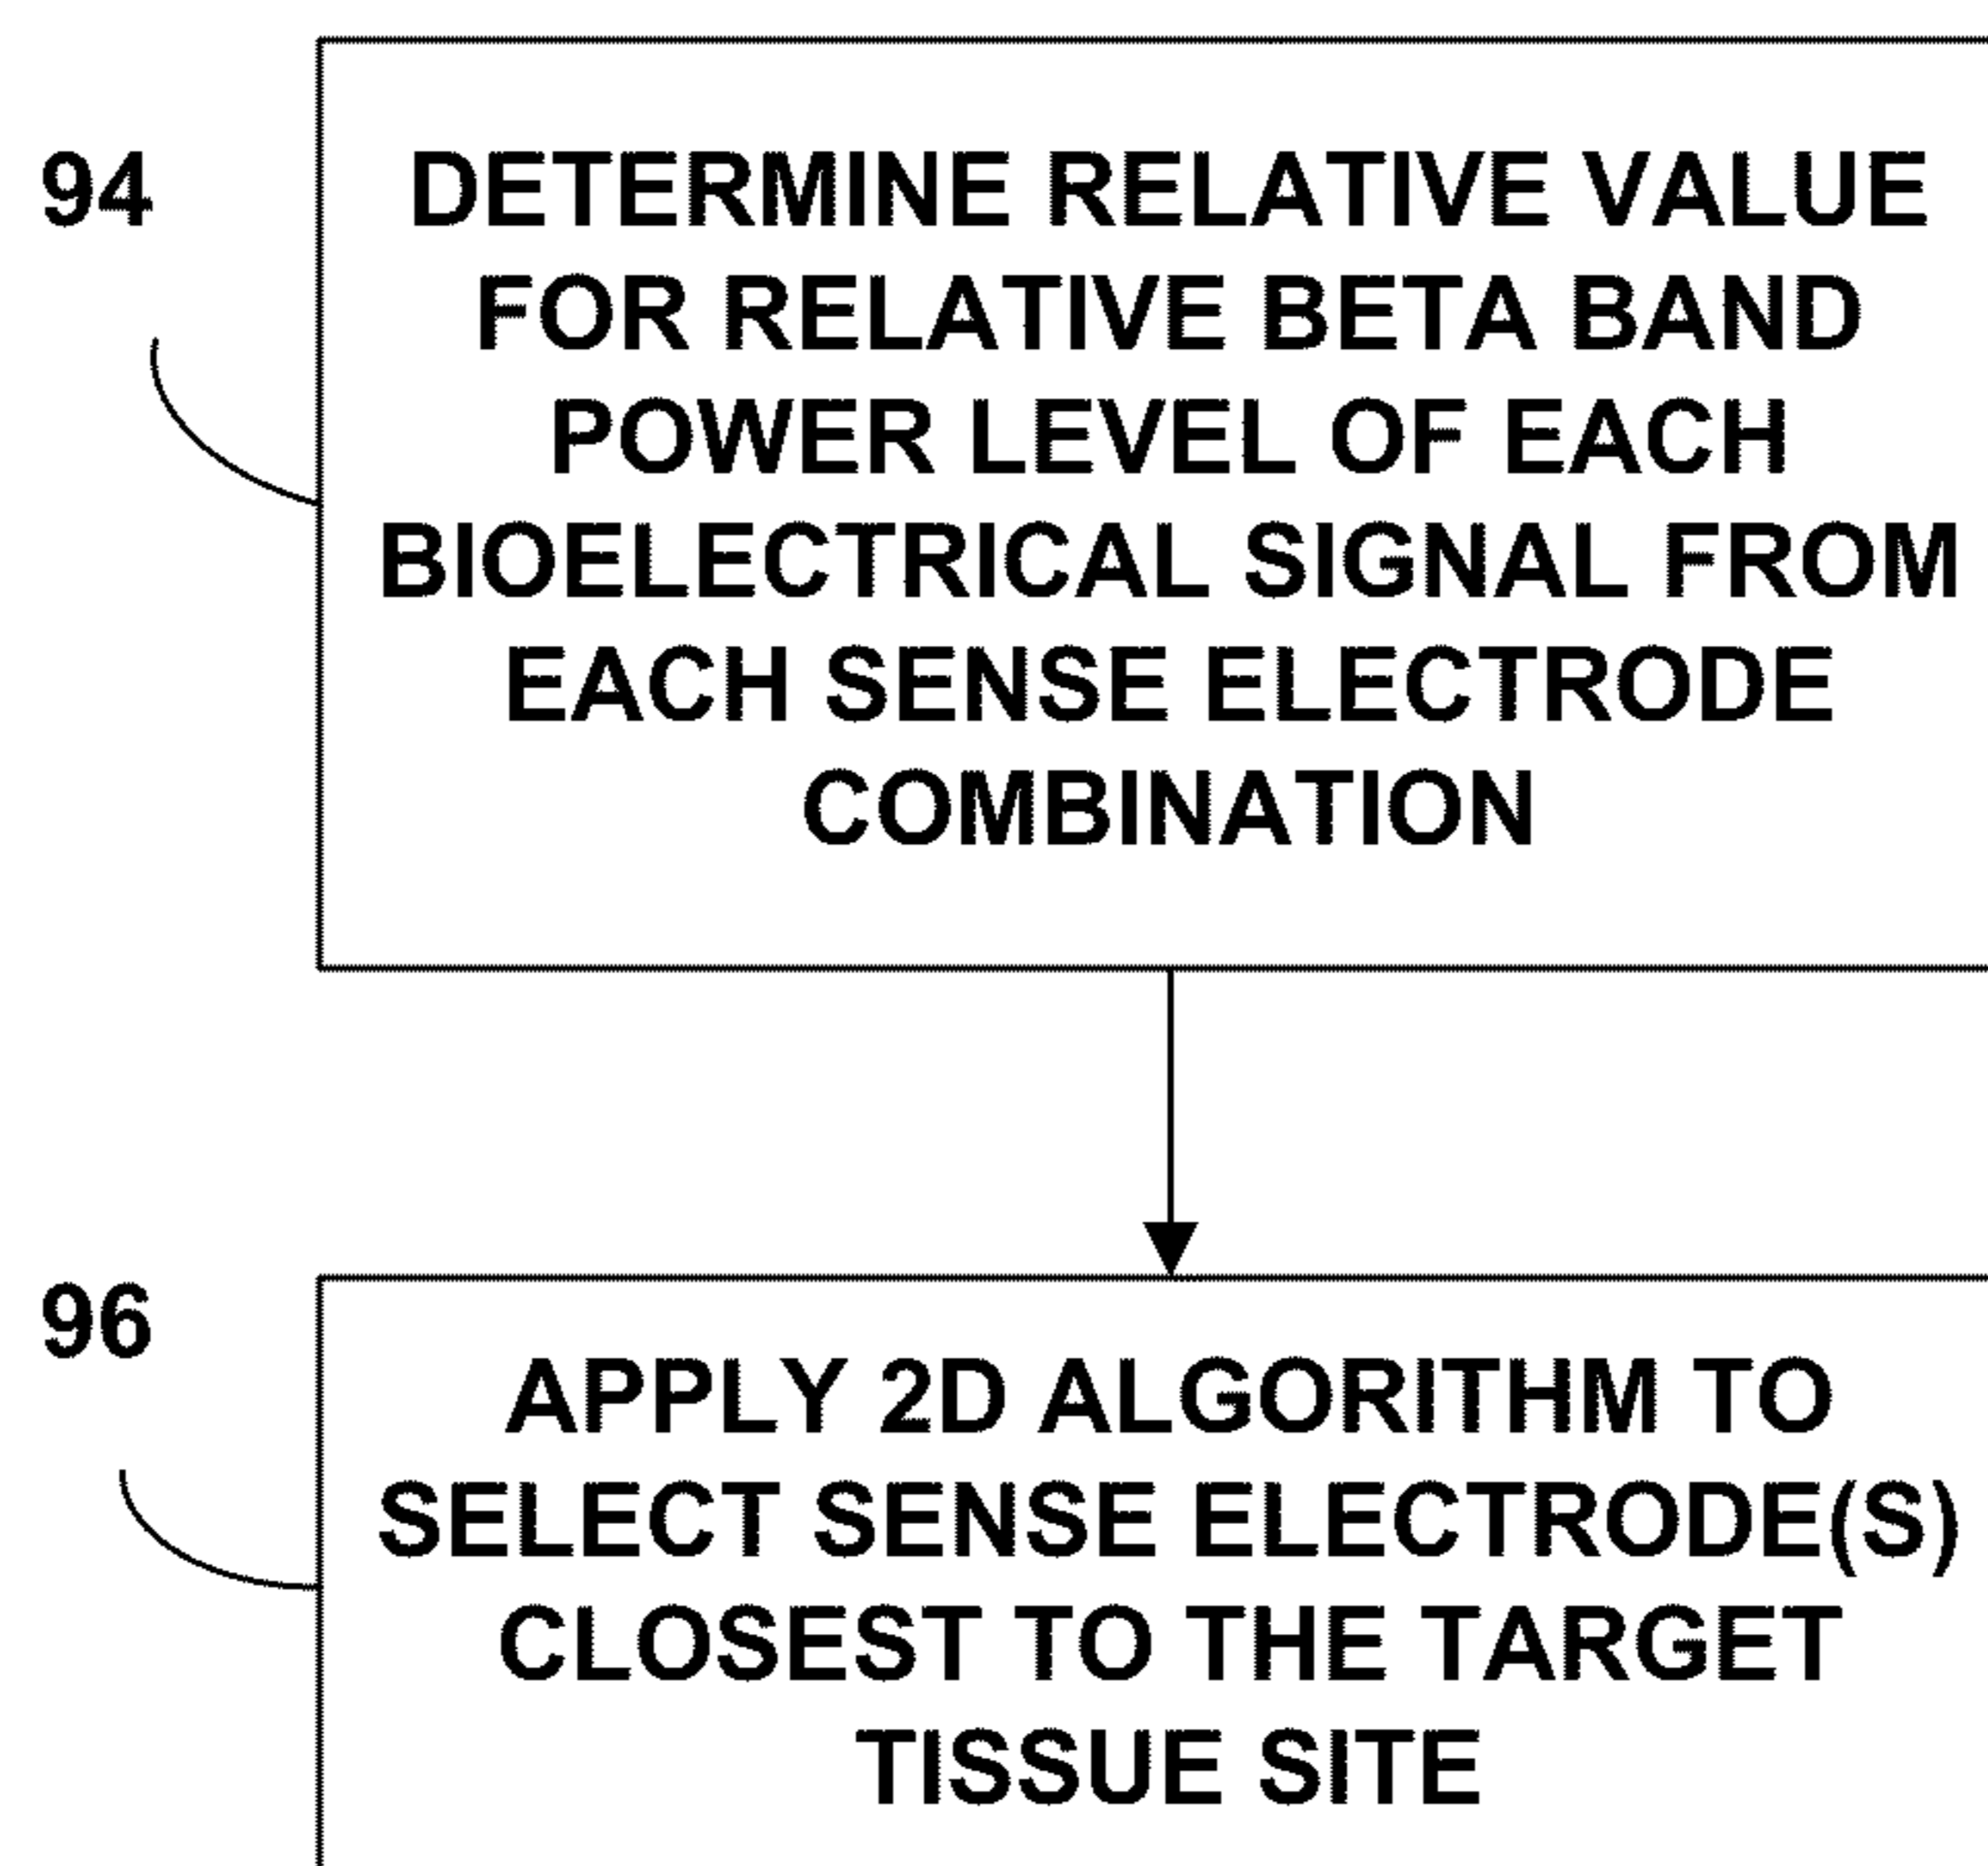 94
DETERMINE RELATIVE VALUE
FOR RELATIVE BETA BAND
POWER LEVEL OF EACH
BIOELECTRICAL SIGNAL FROM
EACH SENSE ELECTRODE
COMBINATION
96
APPLY 2D ALGORITHM TO
SELECT SENSE ELECTRODE(S)
CLOSEST TO THE TARGET
TISSUE SITE